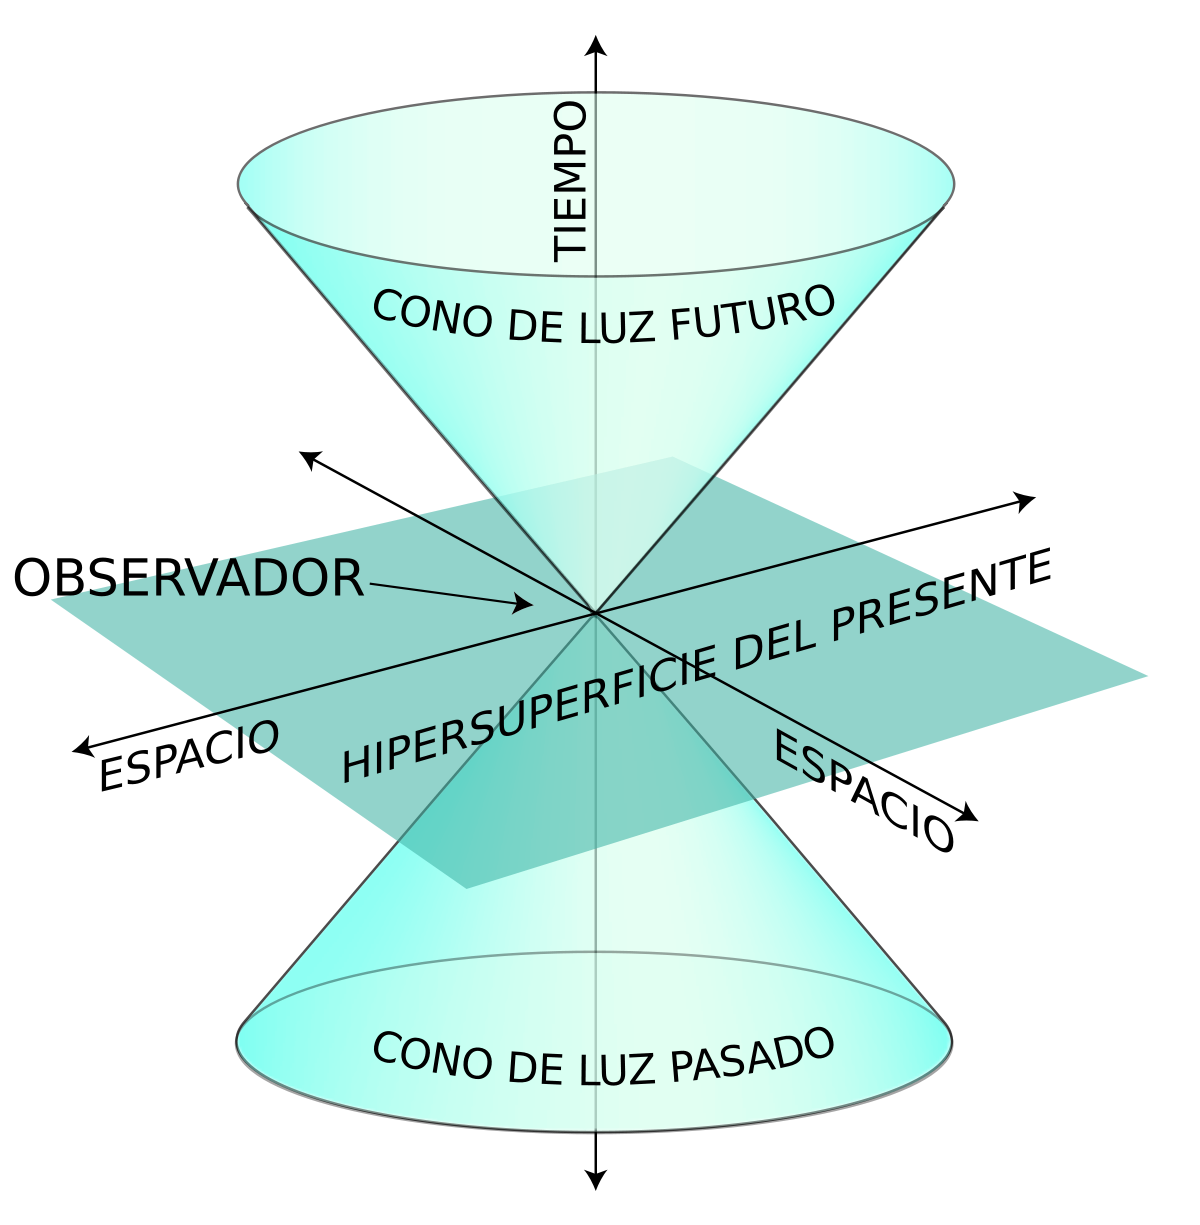 TIEMPO
CONO DE LUZ FUTURO
OBSERVADOR
HIPERSUPERFICIE DEL PRESENTE
ESPACIO
ESPACIO
CONO DE LUZ PASADO